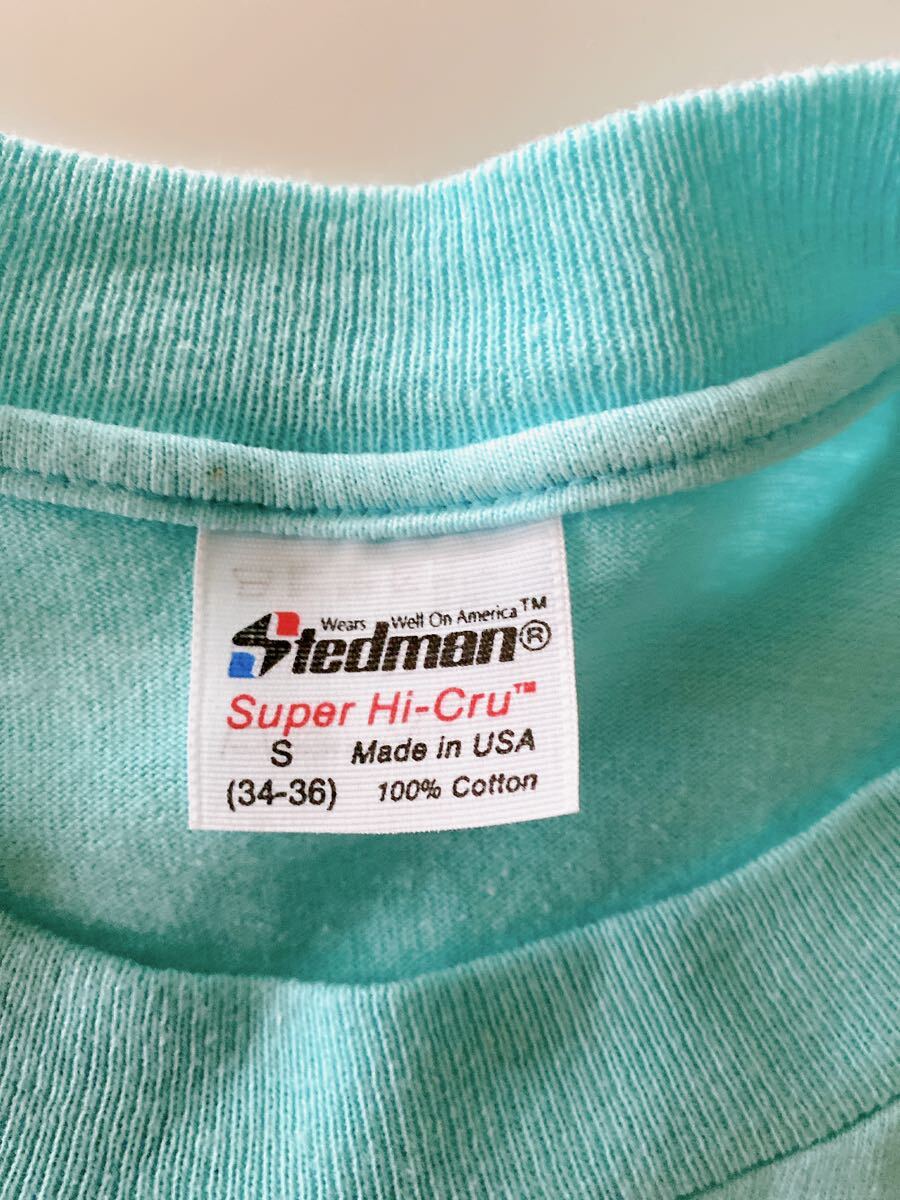 Wears Well On America™
Stedman®
Super Hi-Cru™
S Made in USA
(34-36) 100% Cotton